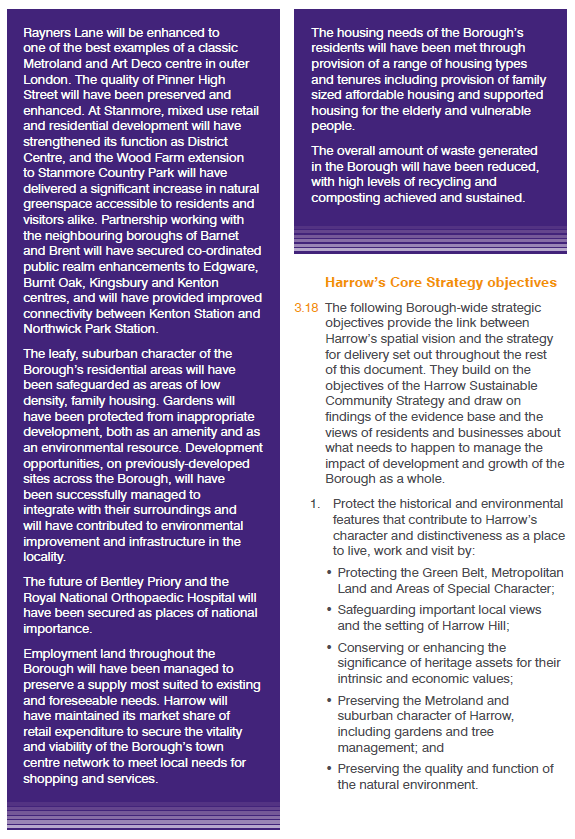 Rayners Lane will be enhanced to
one of the best examples of a classic
Metroland and Art Deco centre in outer
London. The quality of Pinner High
Street will have been preserved and
enhanced. At Stanmore, mixed use retail
and residential development will have
strengthened its function as District
Centre, and the Wood Farm extension
to Stanmore Country Park will have
delivered a significant increase in natural
greenspace accessible to residents and
visitors alike. Partnership working with
the neighbouring boroughs of Barnet
and Brent will have secured co-ordinated
public realm enhancements to Edgware,
Burnt Oak, Kingsbury and Kenton
centres, and will have provided improved
connectivity between Kenton Station and
Northwick Park Station.
The leafy, suburban character of the
Borough's residential areas will have
been safeguarded as areas of low
density, family housing. Gardens will
have been protected from inappropriate
development, both as an amenity and as
an environmental resource. Development
opportunities, on previously-developed
sites across the Borough, will have
been successfully managed to
integrate with their surroundings and
will have contributed to environmental
improvement and infrastructure in the
locality.
The future of Bentley Priory and the
Royal National Orthopaedic Hospital will
have been secured as places of national
importance.
Employment land throughout the
Borough will have been managed to
preserve a supply most suited to existing
and foreseeable needs. Harrow will
have maintained its market share of
retail expenditure to secure the vitality
and viability of the Borough's town
centre network to meet local needs for
shopping and services.
The housing needs of the Borough's
residents will have been met through
provision of a range of housing types
and tenures including provision of family
sized affordable housing and supported
housing for the elderly and vulnerable
people.
The overall amount of waste generated
in the Borough will have been reduced,
with high levels of recycling and
composting achieved and sustained.
Harrow's Core Strategy objectives
3.18 The following Borough-wide strategic
objectives provide the link between
Harrow's spatial vision and the strategy
for delivery set out throughout the rest
of this document. They build on the
objectives of the Harrow Sustainable
Community Strategy and draw on
findings of the evidence base and the
views of residents and businesses about
what needs to happen to manage the
impact of development and growth of the
Borough as a whole.
1. Protect the historical and environmental
features that contribute to Harrow's
character and distinctiveness as a place
to live, work and visit by:
• Protecting the Green Belt, Metropolitan
Land and Areas of Special Character;
• Safeguarding important local views
and the setting of Harrow Hill;
• Conserving or enhancing the
significance of heritage assets for their
intrinsic and economic values;
• Preserving the Metroland and
suburban character of Harrow,
including gardens and tree
management; and
• Preserving the quality and function of
the natural environment.